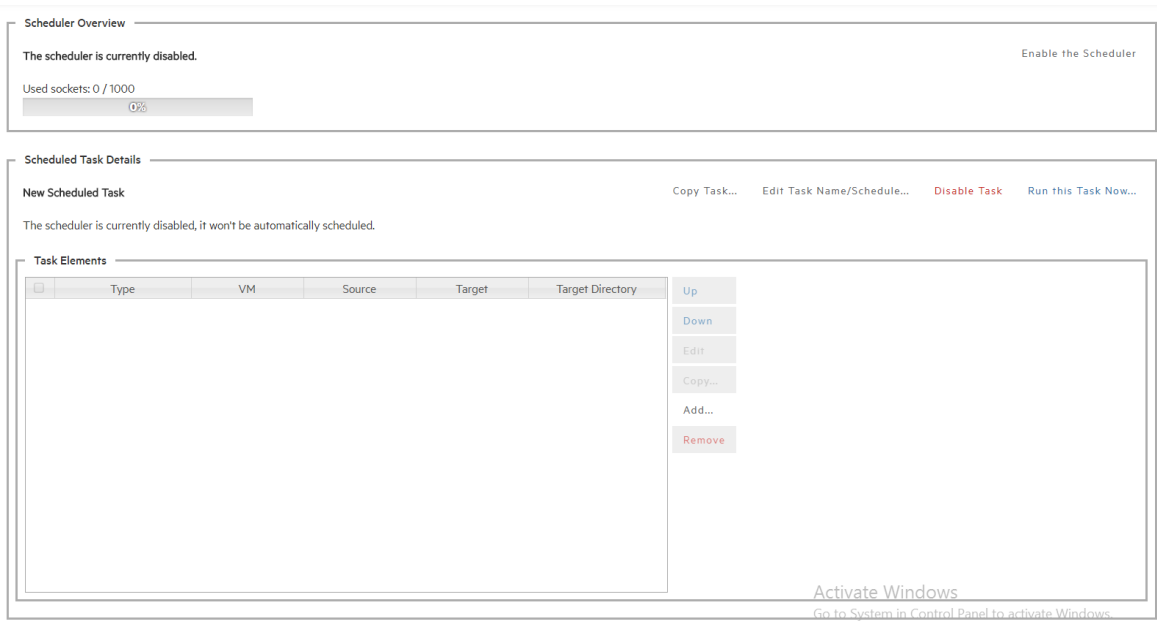 Scheduler Overview
The scheduler is currently disabled.
Enable the Scheduler
Used sockets: 0 / 1000
0%
Scheduled Task Details
New Scheduled Task
Copy Task...
Edit Task Name/Schedule...
Disable Task
Run this Task Now...
The scheduler is currently disabled, it won't be automatically scheduled.
Task Elements
Type VM Source Target Target Directory
Up
Down
Edit
Copy...
Add...
Remove
Activate Windows
Go to System in Control Panel to activate Windows.